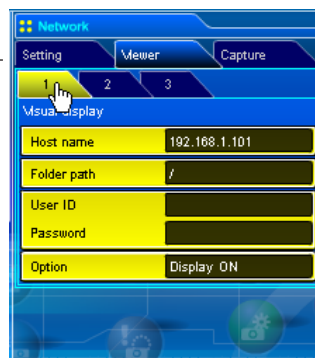 Network
Setting Viewer Capture
1 2 3
Visual display
Host name 192.168.1.101
Folder path /
User ID
Password
Option Display ON